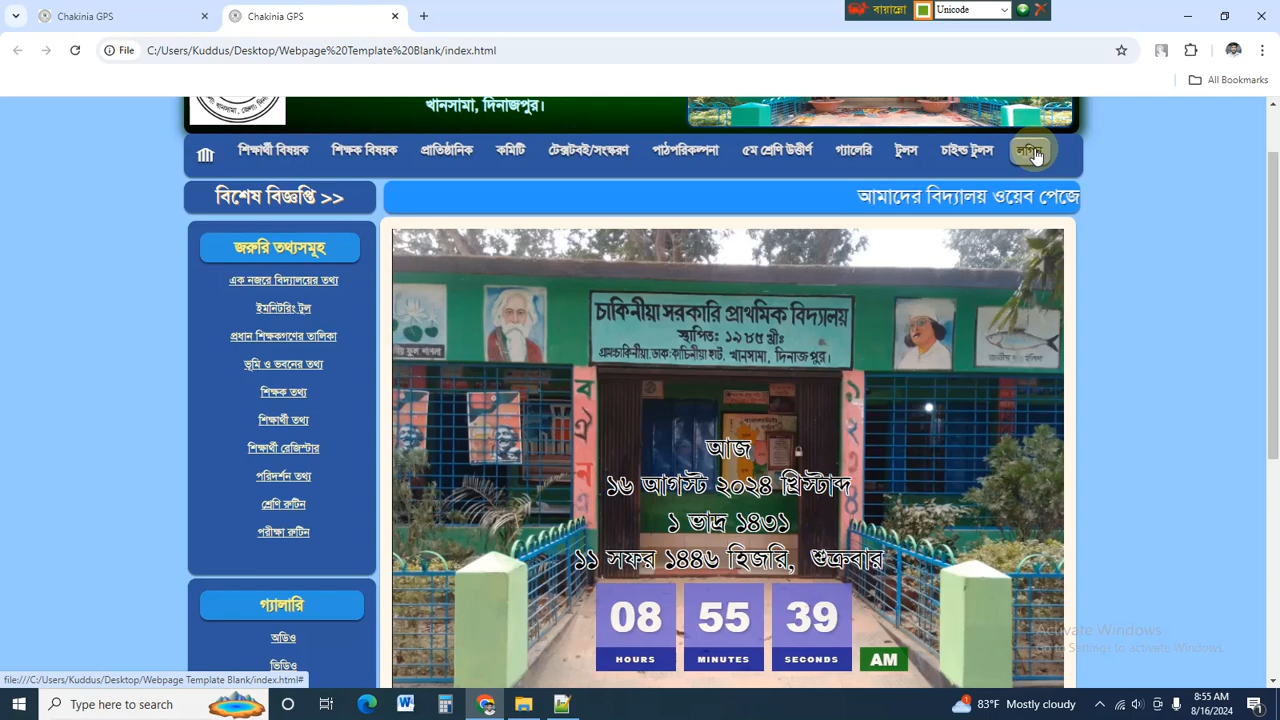 Chakinia GPS
Chakinia GPS
বায়ান্নো
Unicode
File
C:/Users/Kuddus/Desktop/Webpage%20Template%20Blank/index.html
All Bookmarks
খানসামা, দিনাজপুর।
শিক্ষার্থী বিষয়ক
শিক্ষক বিষয়ক
প্রাতিষ্ঠানিক
কমিটি
টেক্সটবই/সংস্করণ
পাঠপরিকল্পনা
৫ম শ্রেণি উত্তীর্ণ
গ্যালেরি
টুলস
চাইল্ড টুলস
লগিন
বিশেষ বিজ্ঞপ্তি >>
আমাদের বিদ্যালয় ওয়েব পেজে
জরুরি তথ্যসমূহ
এক নজরে বিদ্যালয়ের তথ্য
ইমনিটরিং টুল
প্রধান শিক্ষকগণের তালিকা
ভূমি ও ভবনের তথ্য
শিক্ষক তথ্য
শিক্ষার্থী তথ্য
শিক্ষার্থী রেজিস্টার
পরিদর্শন তথ্য
শ্রেণি রুটিন
পরীক্ষা রুটিন
গ্যালারি
অডিও
ভিডিও
চাকিনীয়া সরকারি প্রাথমিক বিদ্যালয়
স্থাপিত: ১৯৮৫ খ্রীঃ
গ্রাম:চাকিনীয়া,ডাক:কাচিনীয়া হাট, খানসামা, দিনাজপুর।
আজ
১৬ আগস্ট ২০২৪ খ্রিস্টাব্দ
১ ভাদ্র ১৪৩১
১১ সফর ১৪৪৬ হিজরি, শুক্রবার
08 55 39
HOURS MINUTES SECONDS AM
Activate Windows
Go to Settings to activate Windows.
file:///C:/Users/Kuddus/Desktop/Webpage Template Blank/index.html#
Type here to search
83°F Mostly cloudy
8:55 AM
8/16/2024